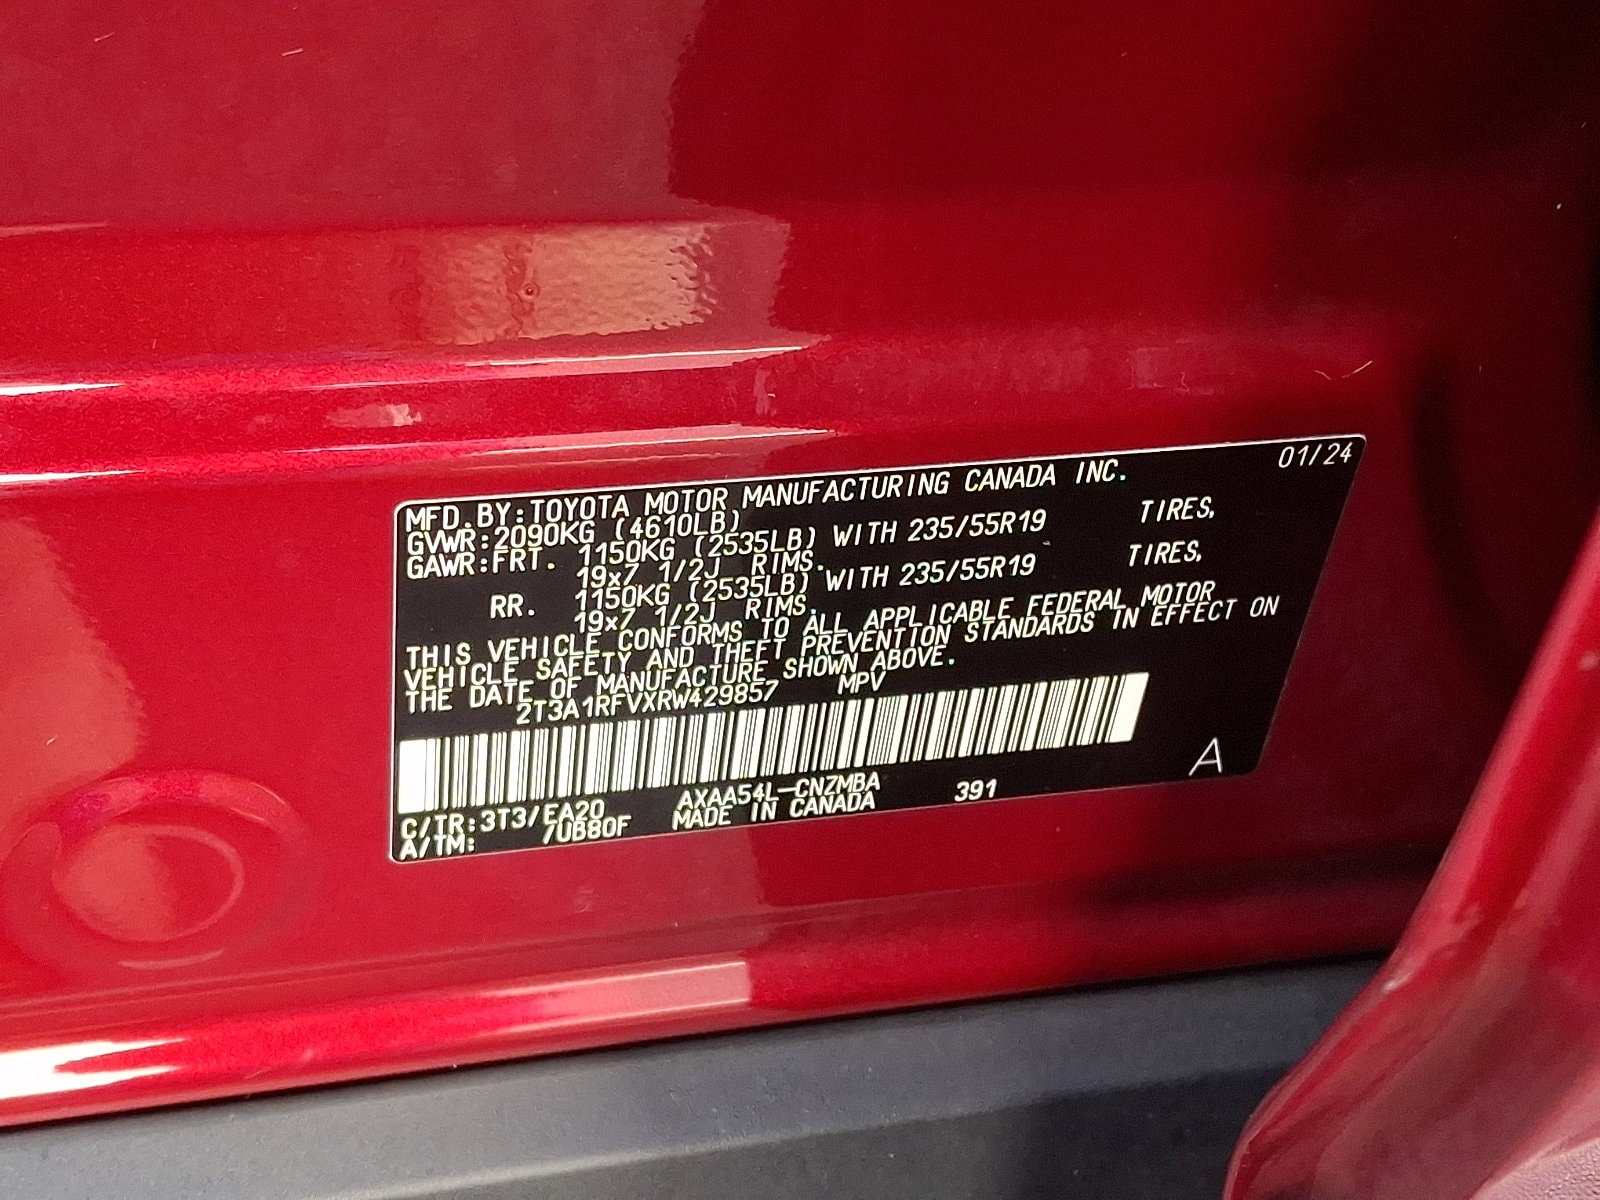 01/24
MFD.BY:TOYOTA MOTOR MANUFACTURING CANADA INC.
GVWR:2090KG (4610LB)
GAWR:FRT. 1150KG (2535LB) WITH 235/55R19 TIRES,
19x7 1/2J RIMS.
RR. 1150KG (2535LB) WITH 235/55R19 TIRES,
19x7 1/2J RIMS.
THIS VEHICLE CONFORMS TO ALL APPLICABLE FEDERAL MOTOR
VEHICLE SAFETY AND THEFT PREVENTION STANDARDS IN EFFECT ON
THE DATE OF MANUFACTURE SHOWN ABOVE.
2T3A1RFVXRW429857 MPV
A
C/TR:3T3/EA20 AXAA54L-CNZMBA 391
A/TM: /UB80F MADE IN CANADA